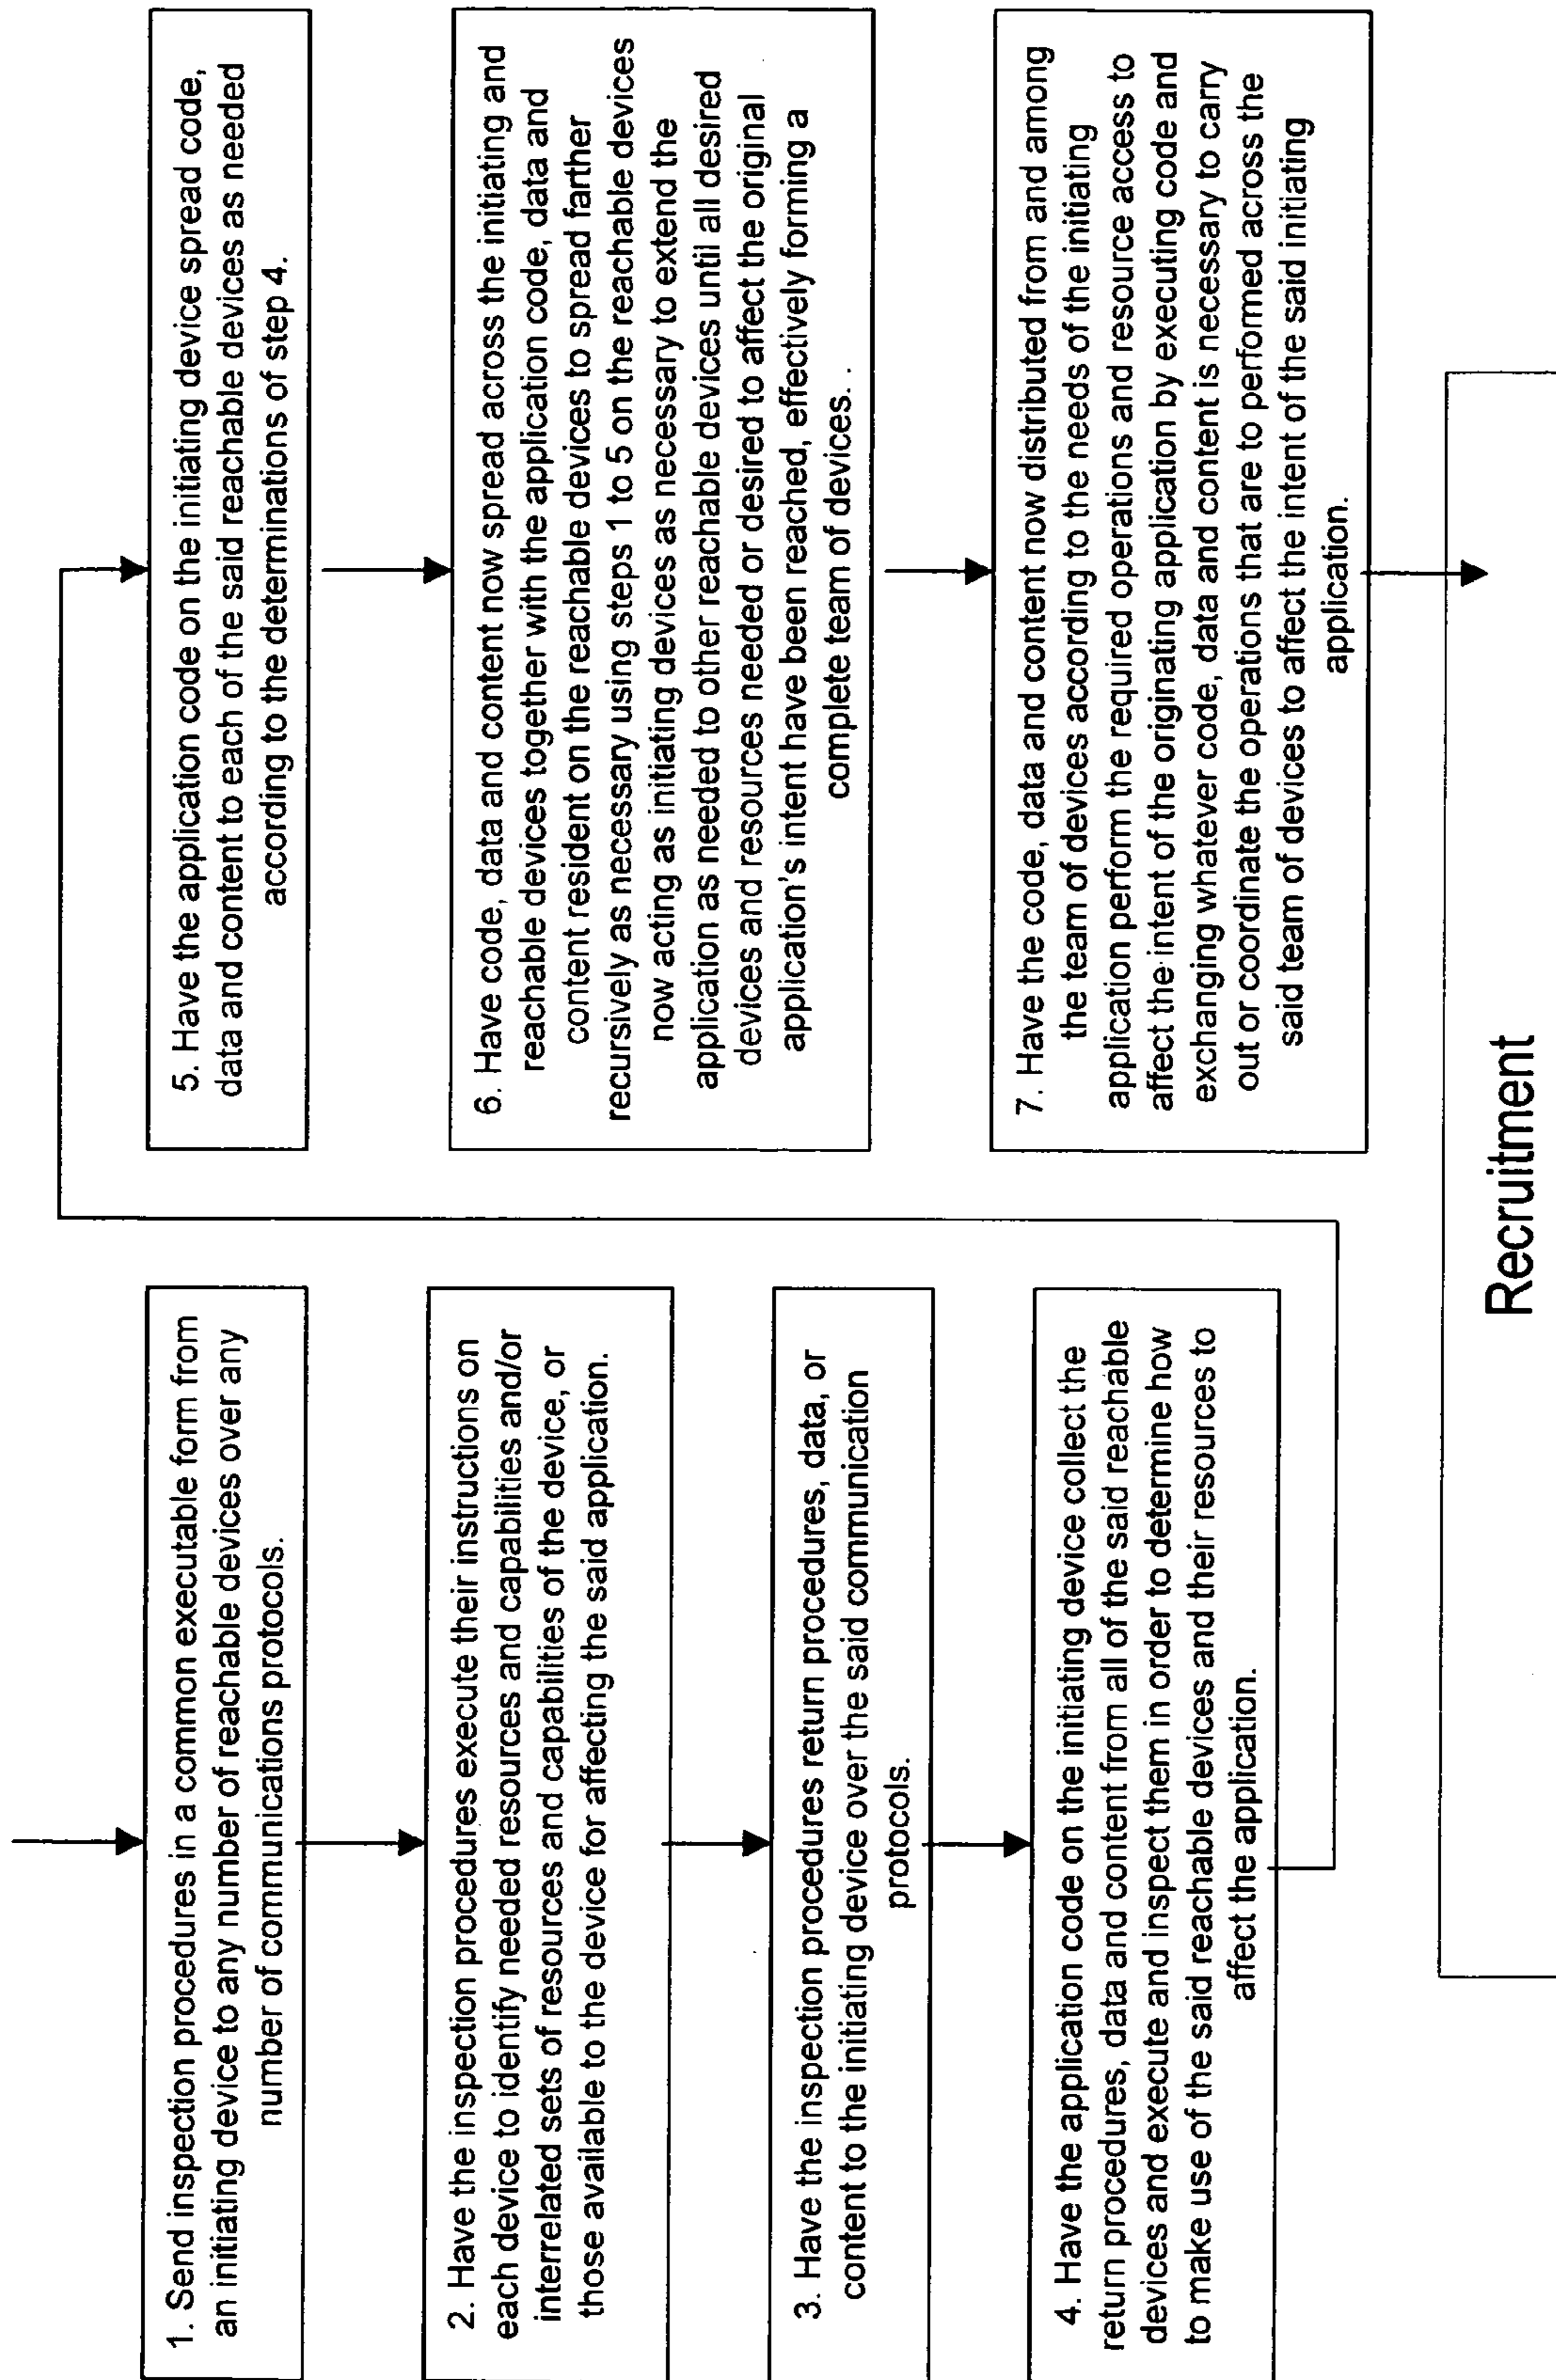 1. Send inspection procedures in a common executable form from
an initiating device to any number of reachable devices over any
number of communications protocols.
2. Have the inspection procedures execute their instructions on
each device to identify needed resources and capabilities and/or
interrelated sets of resources and capabilities of the device, or
those available to the device for affecting the said application.
3. Have the inspection procedures return procedures, data, or
content to the initiating device over the said communication
protocols.
4. Have the application code on the initiating device collect the
return procedures, data and content from all of the said reachable
devices and execute and inspect them in order to determine how
to make use of the said reachable devices and their resources to
affect the application.
5. Have the application code on the initiating device spread code,
data and content to each of the said reachable devices as needed
according to the determinations of step 4.
6. Have code, data and content now spread across the initiating and
reachable devices together with the application code, data and
content resident on the reachable devices to spread farther
recursively as necessary using steps 1 to 5 on the reachable devices
now acting as initiating devices as necessary to extend the
application as needed to other reachable devices until all desired
devices and resources needed or desired to affect the original
application's intent have been reached, effectively forming a
complete team of devices. .
7. Have the code, data and content now distributed from and among
the team of devices according to the needs of the initiating
application perform the required operations and resource access to
affect the intent of the originating application by executing code and
exchanging whatever code, data and content is necessary to carry
out or coordinate the operations that are to performed across the
said team of devices to affect the intent of the said initiating
application.
Recruitment